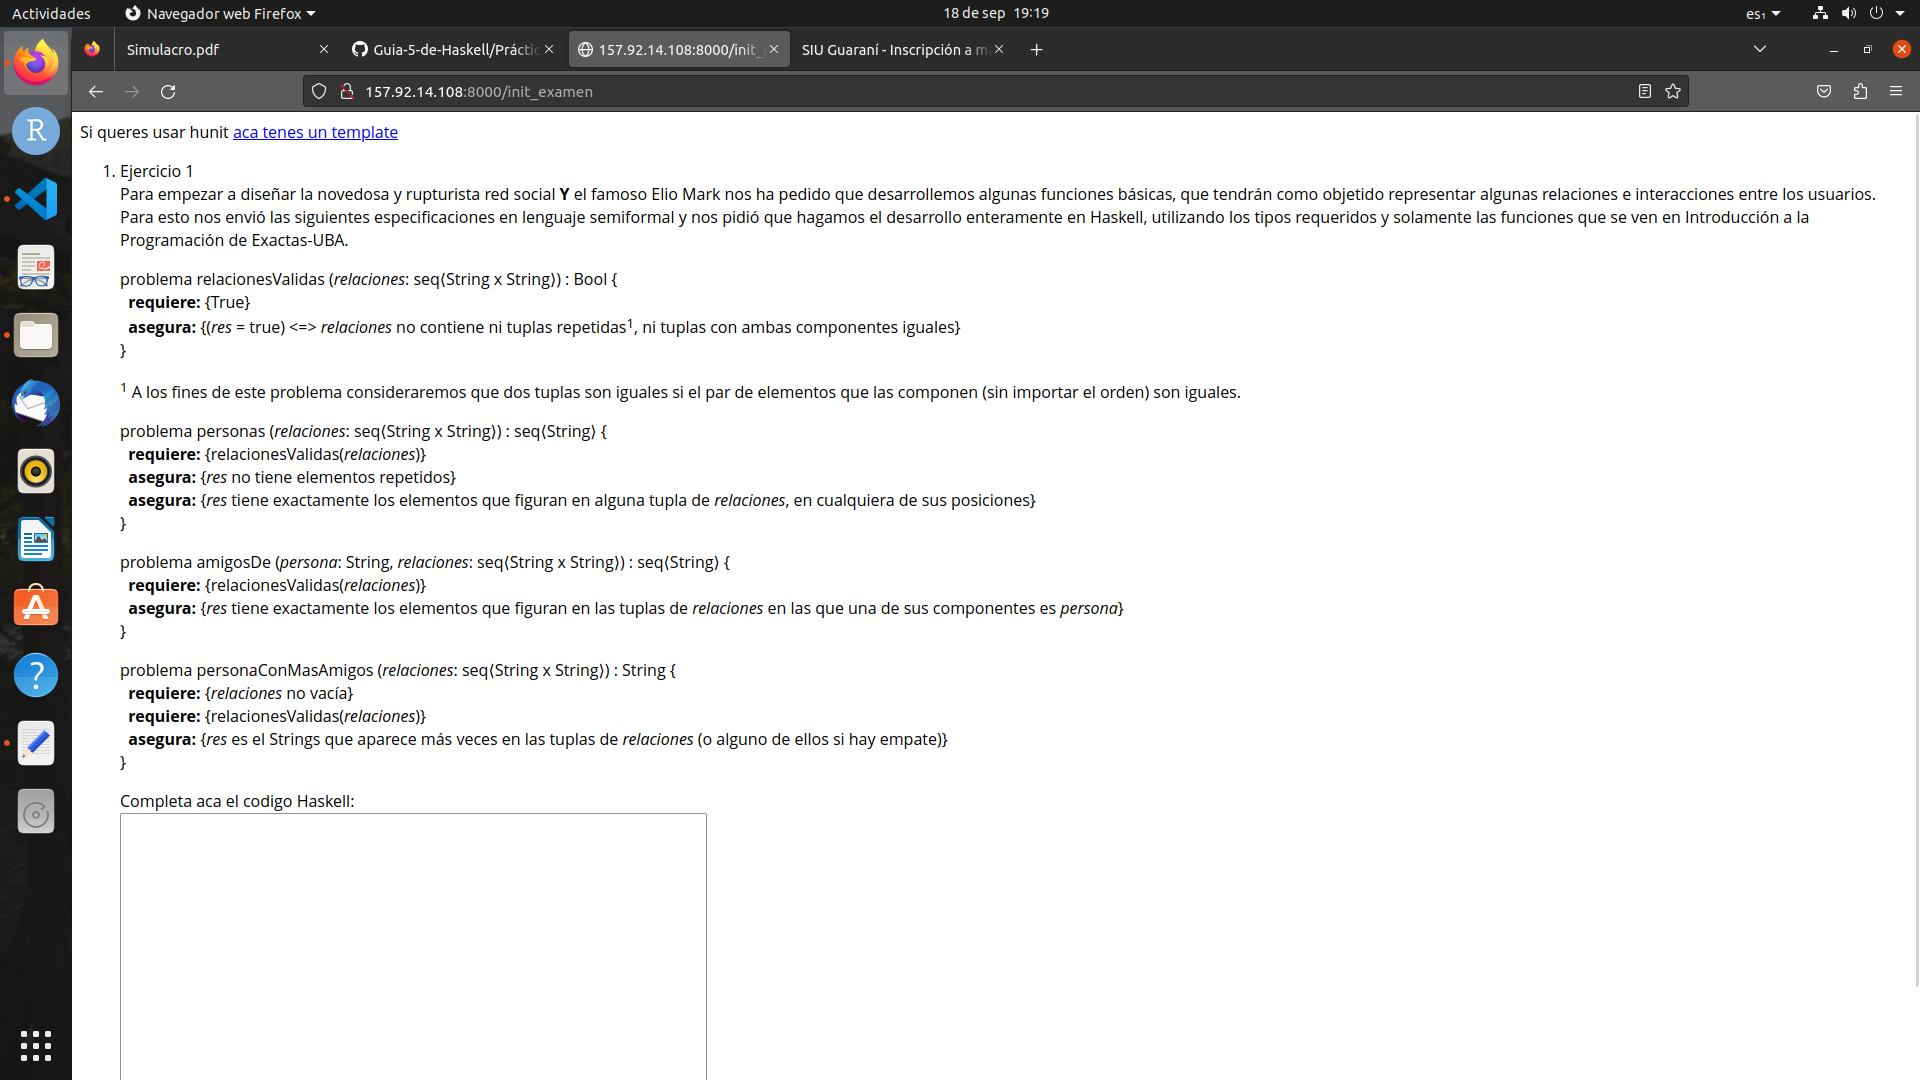 Actividades
Navegador web Firefox
18 de sep 19:19
es₁
Simulacro.pdf
Guia-5-de-Haskell/Práctic
157.92.14.108:8000/init_
SIU Guaraní - Inscripción a m
157.92.14.108:8000/init_examen
Si queres usar hunit aca tenes un template
1. Ejercicio 1
Para empezar a diseñar la novedosa y rupturista red social Y el famoso Elio Mark nos ha pedido que desarrollemos algunas funciones básicas, que tendrán como objetido representar algunas relaciones e interacciones entre los usuarios.
Para esto nos envió las siguientes especificaciones en lenguaje semiformal y nos pidió que hagamos el desarrollo enteramente en Haskell, utilizando los tipos requeridos y solamente las funciones que se ven en Introducción a la
Programación de Exactas-UBA.
problema relacionesValidas (relaciones: seq⟨String x String⟩) : Bool {
requiere: {True}
asegura: {(res = true) <=> relaciones no contiene ni tuplas repetidas¹, ni tuplas con ambas componentes iguales}
}
¹ A los fines de este problema consideraremos que dos tuplas son iguales si el par de elementos que las componen (sin importar el orden) son iguales.
problema personas (relaciones: seq⟨String x String⟩) : seq⟨String⟩ {
requiere: {relacionesValidas(relaciones)}
asegura: {res no tiene elementos repetidos}
asegura: {res tiene exactamente los elementos que figuran en alguna tupla de relaciones, en cualquiera de sus posiciones}
}
problema amigosDe (persona: String, relaciones: seq⟨String x String⟩) : seq⟨String⟩ {
requiere: {relacionesValidas(relaciones)}
asegura: {res tiene exactamente los elementos que figuran en las tuplas de relaciones en las que una de sus componentes es persona}
}
problema personaConMasAmigos (relaciones: seq⟨String x String⟩) : String {
requiere: {relaciones no vacía}
requiere: {relacionesValidas(relaciones)}
asegura: {res es el Strings que aparece más veces en las tuplas de relaciones (o alguno de ellos si hay empate)}
}
Completa aca el codigo Haskell: